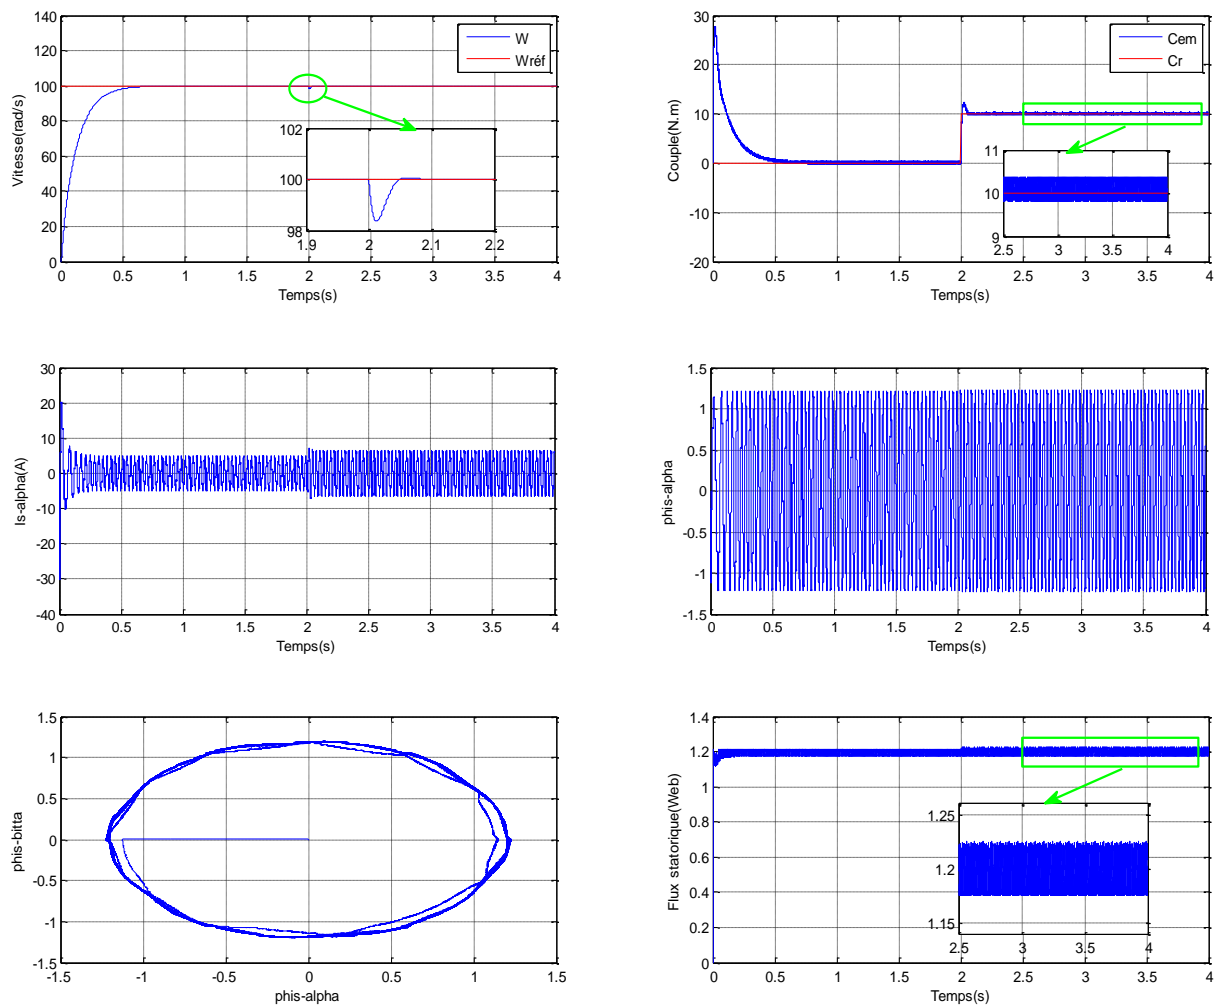 140
120
100
80
60
40
20
0
Vitesse(rad/s)
W
Wréf
102
100
98
1.9 2 2.1 2.2
0 0.5 1 1.5 2 2.5 3 3.5 4
Temps(s)
30
20
10
0
-10
-20
Couple(N.m)
Cem
Cr
11
10
9
2.5 3 3.5 4
0 0.5 1 1.5 2 2.5 3 3.5 4
Temps(s)
30
20
10
0
-10
-20
-30
-40
Is-alpha(A)
0 0.5 1 1.5 2 2.5 3 3.5 4
Temps(s)
1.5
1
0.5
0
-0.5
-1
-1.5
phis-alpha
0 0.5 1 1.5 2 2.5 3 3.5 4
Temps(s)
1.5
1
0.5
0
-0.5
-1
-1.5
phis-bitta
-1.5 -1 -0.5 0 0.5 1 1.5
phis-alpha
1.4
1.2
1
0.8
0.6
0.4
0.2
0
Flux statorique(Web)
1.25
1.2
1.15
2.5 3 3.5 4
0 0.5 1 1.5 2 2.5 3 3.5 4
Temps(s)